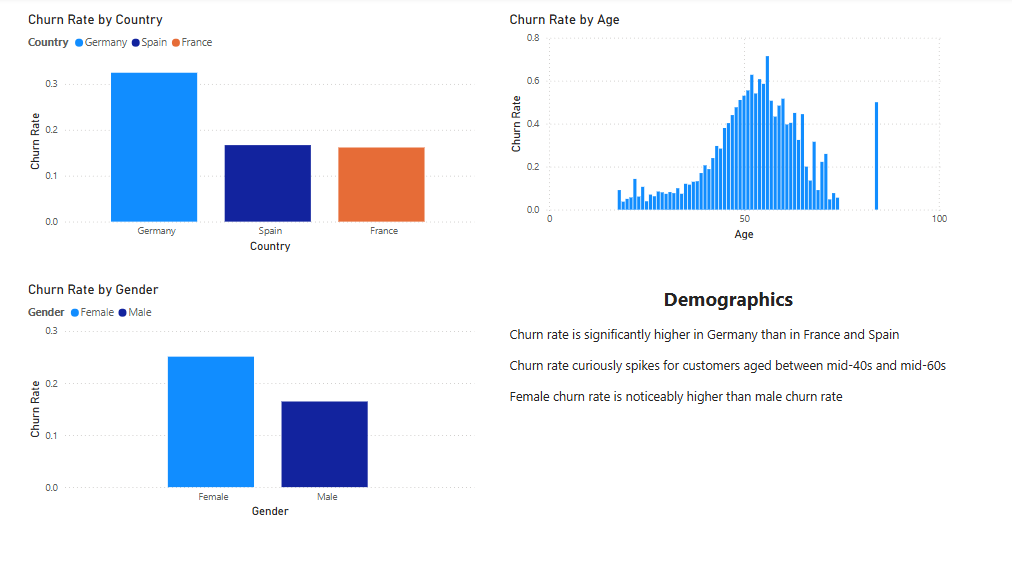 Churn Rate by Country
Country Germany Spain France
Churn Rate
0.3
0.2
0.1
0.0
Germany Spain France
Country
Churn Rate by Age
Churn Rate
0.8
0.6
0.4
0.2
0.0
0 50 100
Age
Churn Rate by Gender
Gender Female Male
Churn Rate
0.3
0.2
0.1
0.0
Female Male
Gender
Demographics
Churn rate is significantly higher in Germany than in France and Spain
Churn rate curiously spikes for customers aged between mid-40s and mid-60s
Female churn rate is noticeably higher than male churn rate